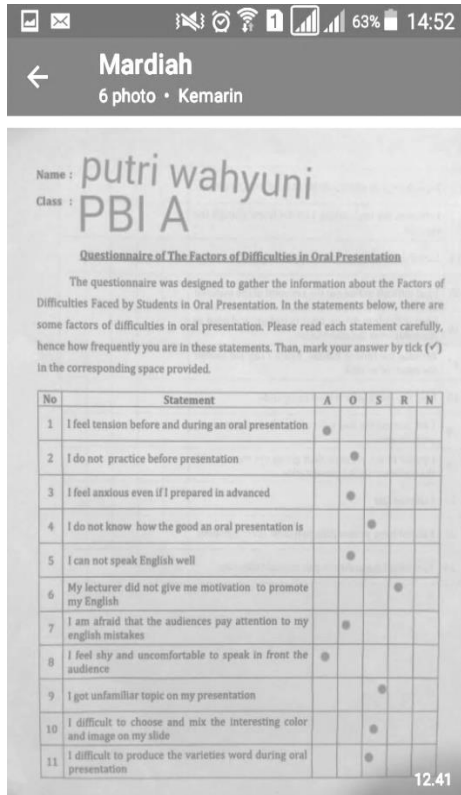 63% 14:52
Mardiah
6 photo • Kemarin
Name : putri wahyuni
Class : PBI A
Questionnaire of The Factors of Difficulties in Oral Presentation
The questionnaire was designed to gather the information about the Factors of
Difficulties Faced by Students in Oral Presentation. In the statements below, there are
some factors of difficulties in oral presentation. Please read each statement carefully,
hence how frequently you are in these statements. Than, mark your answer by tick (✓)
in the corresponding space provided.
No Statement A O S R N
1 I feel tension before and during an oral presentation
2 I do not practice before presentation
3 I feel anxious even if I prepared in advanced
4 I do not know how the good an oral presentation is
5 I can not speak English well
6 My lecturer did not give me motivation to promote
my English
7 I am afraid that the audiences pay attention to my
english mistakes
8 I feel shy and uncomfortable to speak in front the
audience
9 I got unfamiliar topic on my presentation
10 I difficult to choose and mix the interesting color
and image on my slide
11 I difficult to produce the varieties word during oral
presentation
12.41